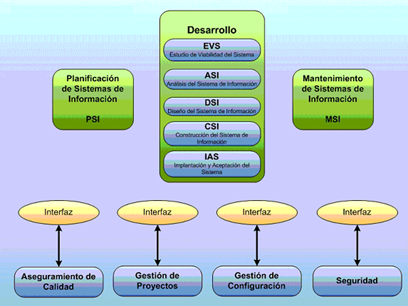 Desarrollo
EVS
Estudio de Viabilidad del Sistema
ASI
Análisis del Sistema de Información
DSI
Diseño del Sistema de Información
CSI
Construcción del Sistema de
Información
IAS
Implantación y Aceptación del
Sistema
Planificación
de Sistemas de
Información
PSI
Mantenimiento
de Sistemas de
Información
MSI
Interfaz
Interfaz
Interfaz
Interfaz
Aseguramiento de
Calidad
Gestión de
Proyectos
Gestión de
Configuración
Seguridad